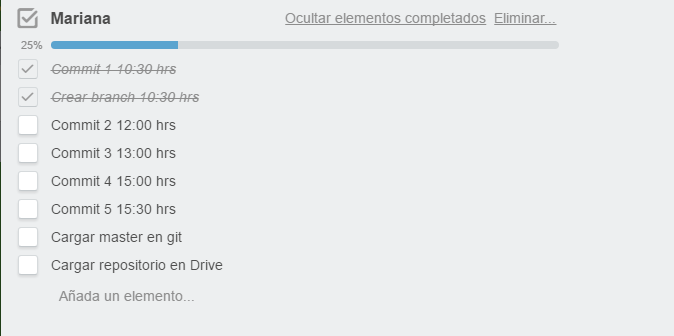 Mariana Ocultar elementos completados Eliminar...
25%
Commit 1 10:30 hrs
Crear branch 10:30 hrs
Commit 2 12:00 hrs
Commit 3 13:00 hrs
Commit 4 15:00 hrs
Commit 5 15:30 hrs
Cargar master en git
Cargar repositorio en Drive
Añada un elemento...